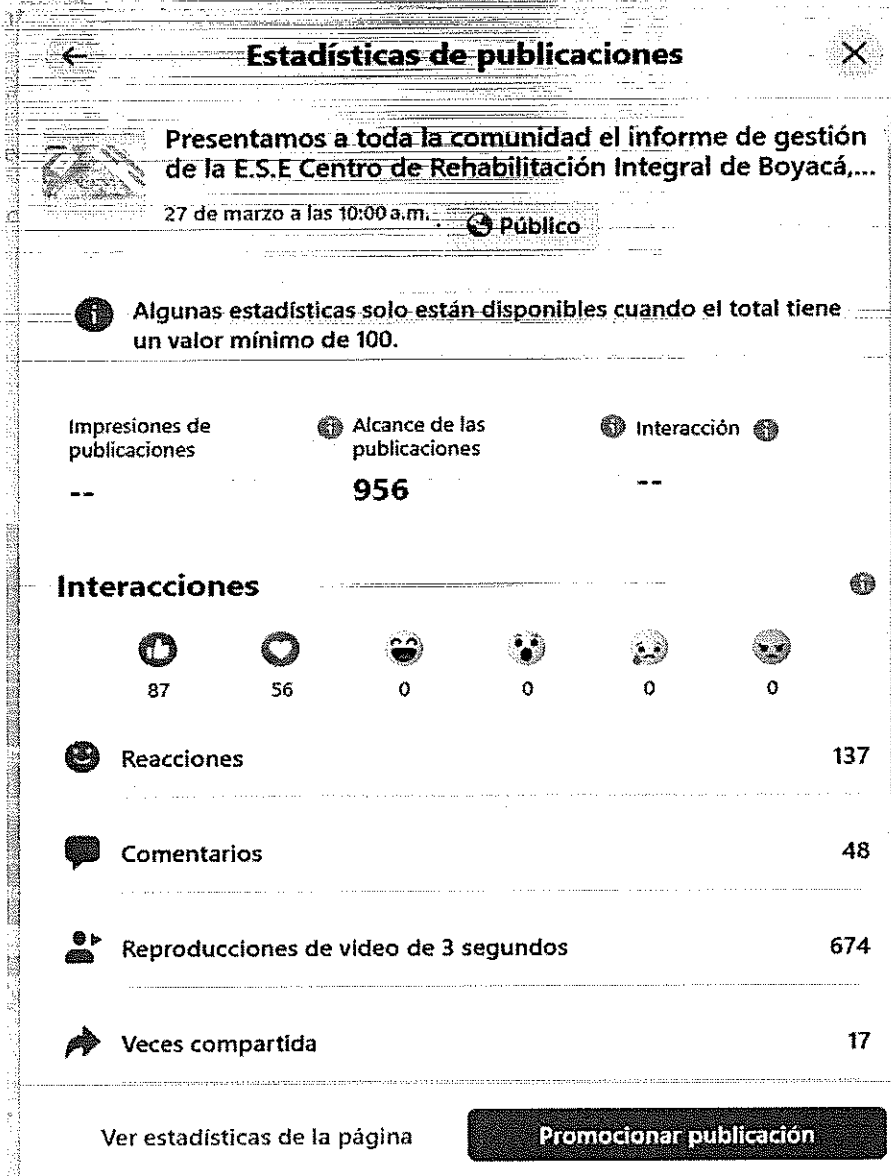 Estadísticas de publicaciones
Presentamos a toda la comunidad el informe de gestión
de la E.S.E Centro de Rehabilitación Integral de Boyacá,...
27 de marzo a las 10:00 a.m. · Público
Algunas estadísticas solo están disponibles cuando el total tiene
un valor mínimo de 100.
Impresiones de
publicaciones
--
Alcance de las
publicaciones
956
Interacción
--
Interacciones
87 56 0 0 0 0
Reacciones 137
Comentarios 48
Reproducciones de video de 3 segundos 674
Veces compartida 17
Ver estadísticas de la página
Promocionar publicación